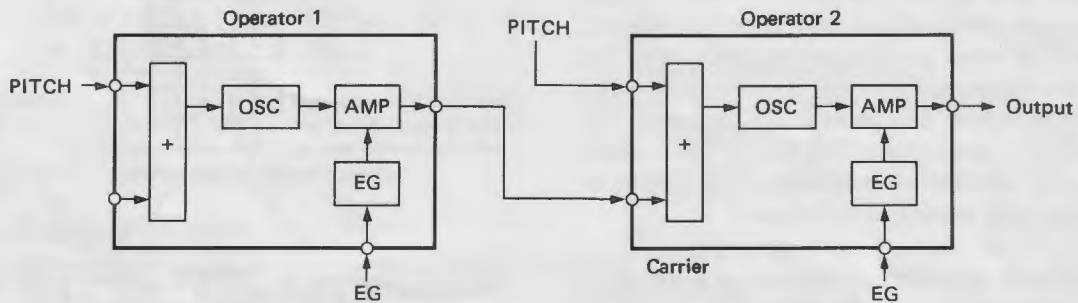 Operator 1
PITCH
+
OSC
AMP
EG
EG
PITCH
Operator 2
+
OSC
AMP
EG
Output
Carrier
EG